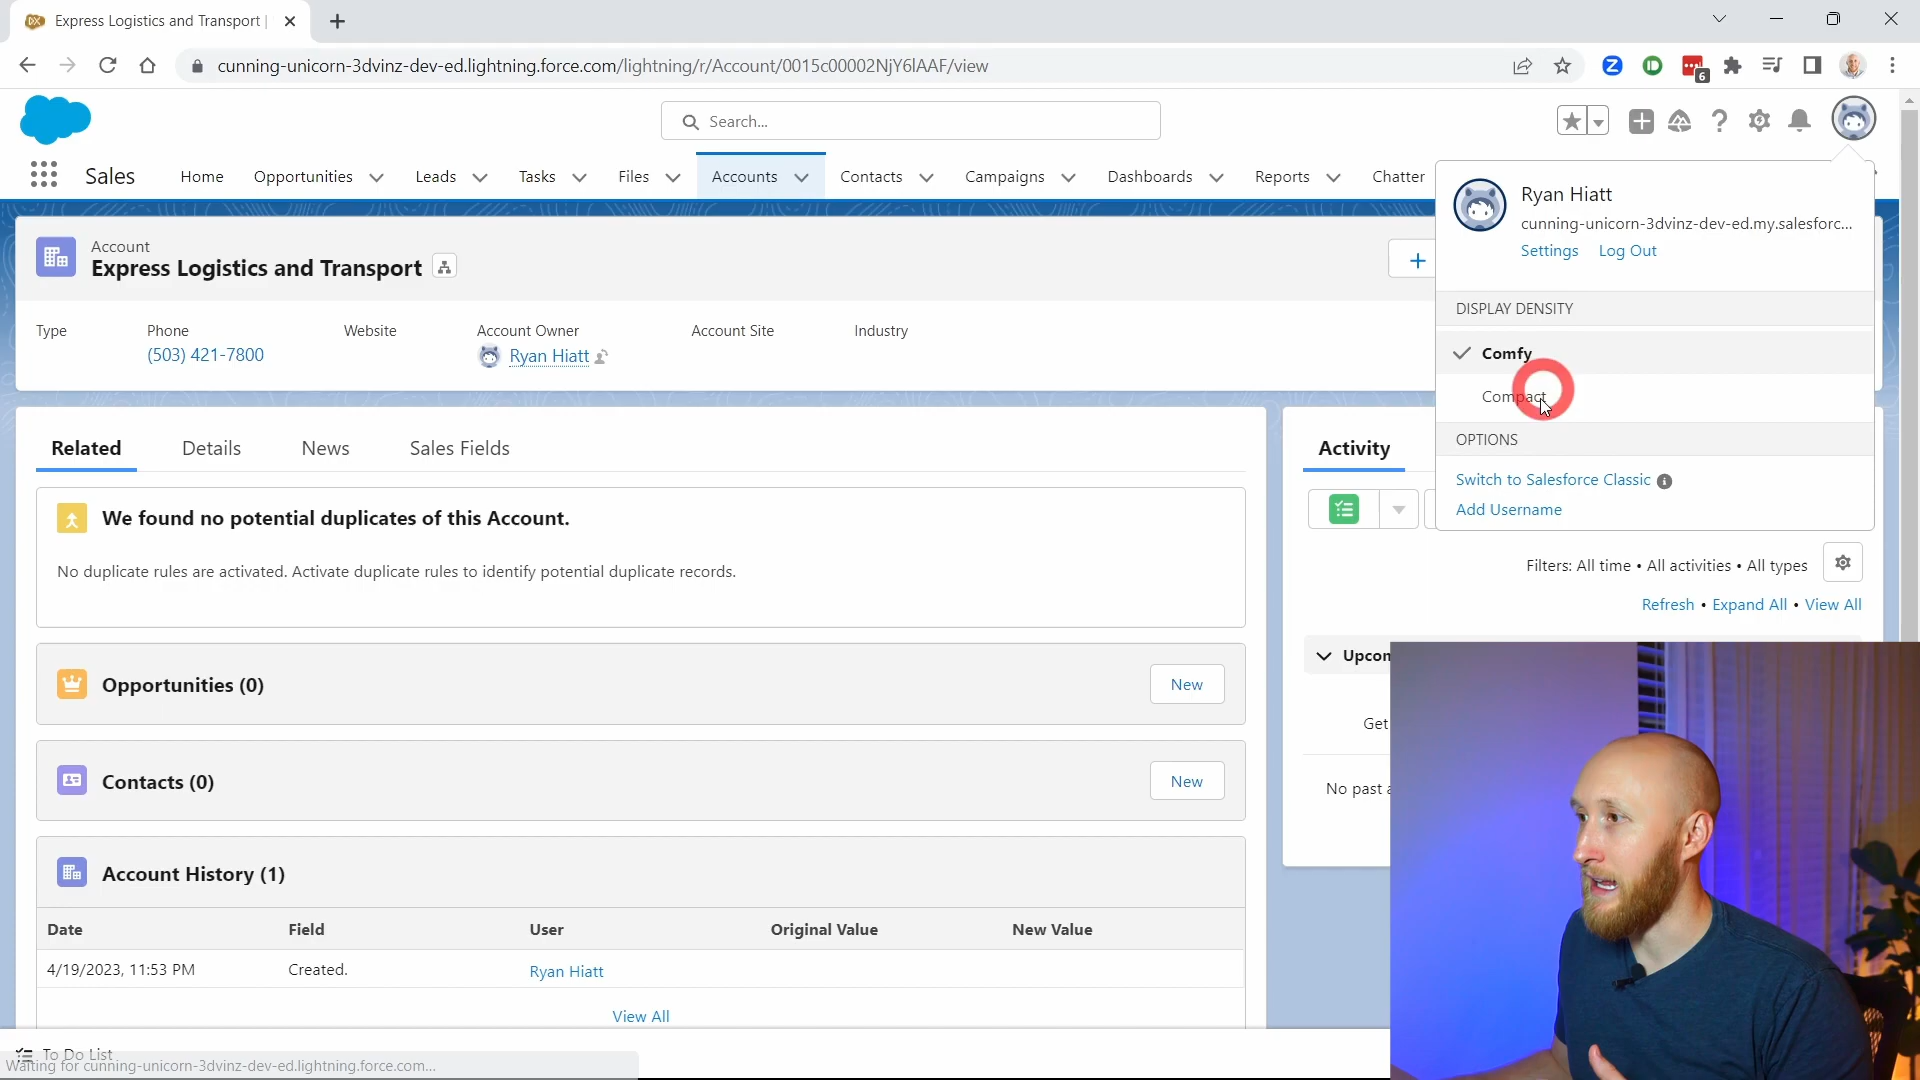 Express Logistics and Transport |
cunning-unicorn-3dvinz-dev-ed.lightning.force.com/lightning/r/Account/0015c00002NjY6lAAF/view
6
Search...
Sales
Home
Opportunities
Leads
Tasks
Files
Accounts
Contacts
Campaigns
Dashboards
Reports
Chatter
Ryan Hiatt
cunning-unicorn-3dvinz-dev-ed.my.salesforc...
Settings
Log Out
Account
Express Logistics and Transport
DISPLAY DENSITY
Comfy
Compact
OPTIONS
Switch to Salesforce Classic
Add Username
Type
Phone
(503) 421-7800
Website
Account Owner
Ryan Hiatt
Account Site
Industry
Related
Details
News
Sales Fields
We found no potential duplicates of this Account.
No duplicate rules are activated. Activate duplicate rules to identify potential duplicate records.
Opportunities (0)
New
Contacts (0)
New
Account History (1)
Date
Field
User
Original Value
New Value
4/19/2023, 11:53 PM
Created.
Ryan Hiatt
View All
Activity
Filters: All time • All activities • All types
Refresh • Expand All • View All
Upcom
Get
No past a
To Do List
Waiting for cunning-unicorn-3dvinz-dev-ed.lightning.force.com...